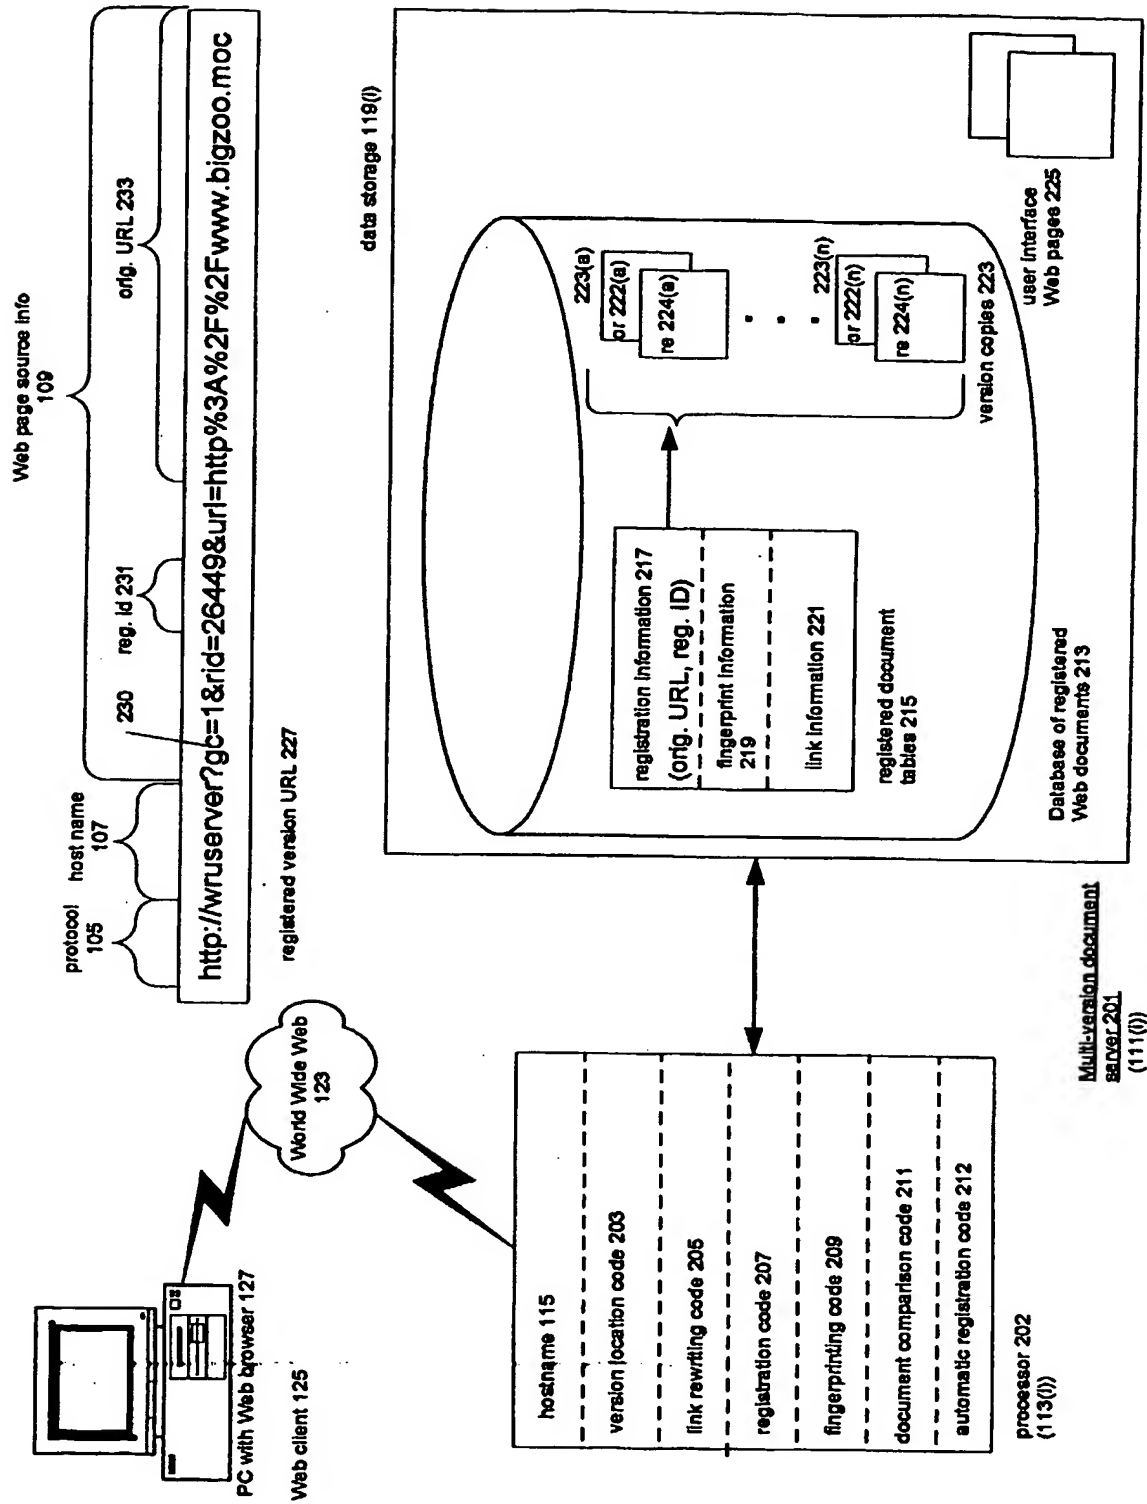 Web page source info
109
protocol
105
host name
107
230
reg. id 231
orig. URL 233
http://wruserver?gc=1&rid=26449&url=http%3A%2F%2Fwww.bigzoo.moc
registered version URL 227
PC with Web browser 127
Web client 125
World Wide Web
123
hostname 115
version location code 203
link rewriting code 205
registration code 207
fingerprinting code 209
document comparison code 211
automatic registration code 212
processor 202
(113(i))
data storage 119(i)
registration information 217
(orig. URL, reg. ID)
fingerprint information
219
link information 221
registered document
tables 215
223(a)
or 222(a)
re 224(a)
223(n)
or 222(n)
re 224(n)
version copies 223
Database of registered
Web documents 213
user interface
Web pages 225
Multi-version document
server 201
(111(i))